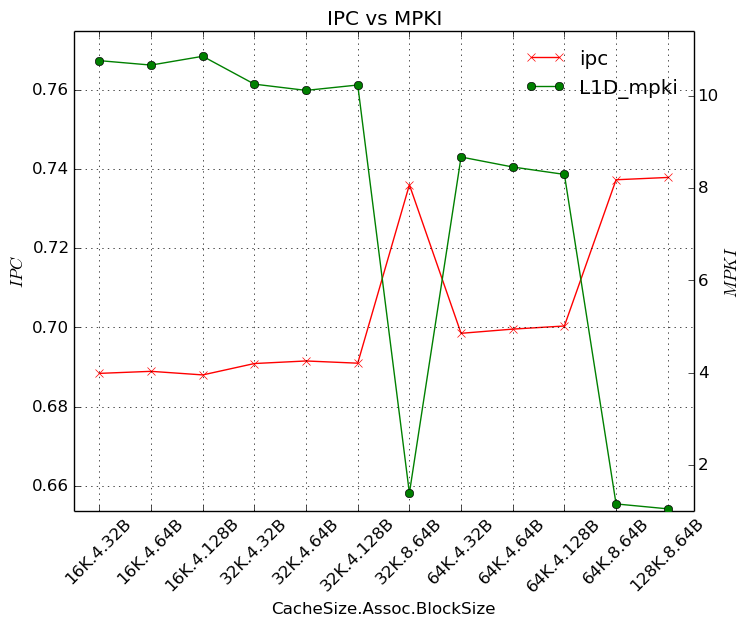 IPC vs MPKI
ipc
L1D_mpki
0.76
0.74
0.72
0.70
0.68
0.66
IPC
10
8
6
4
2
MPKI
16K.4.32B
16K.4.64B
16K.4.128B
32K.4.32B
32K.4.64B
32K.4.128B
32K.8.64B
64K.4.32B
64K.4.64B
64K.4.128B
64K.8.64B
128K.8.64B
CacheSize.Assoc.BlockSize